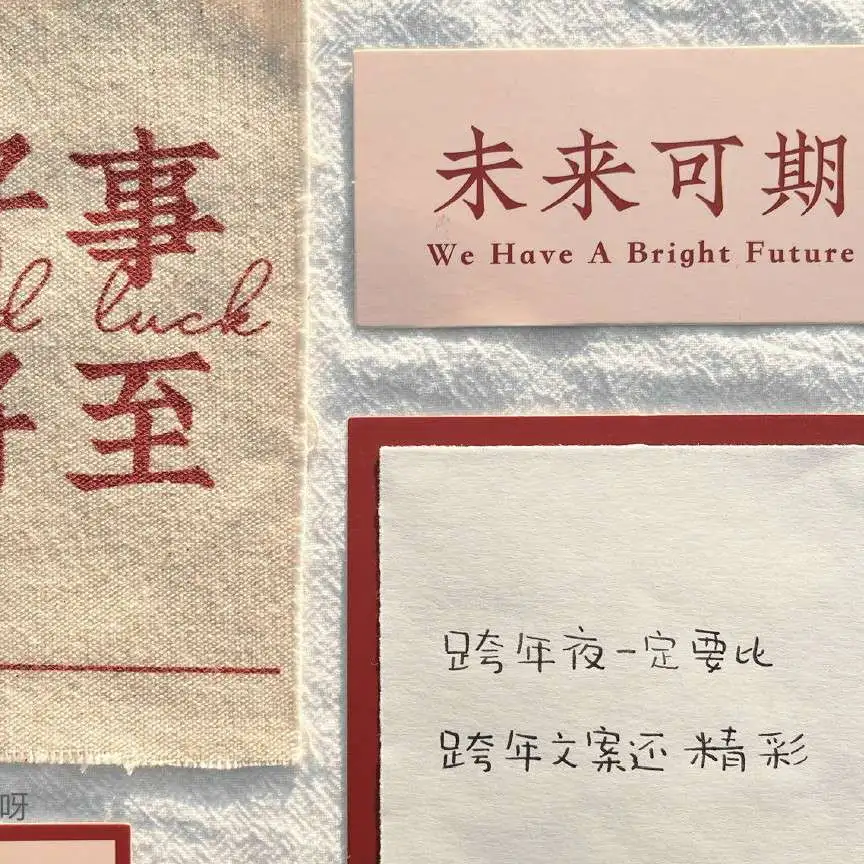 事
luck
至
未来可期
We Have A Bright Future
跨年夜一定要比
跨年文案还精彩
呀